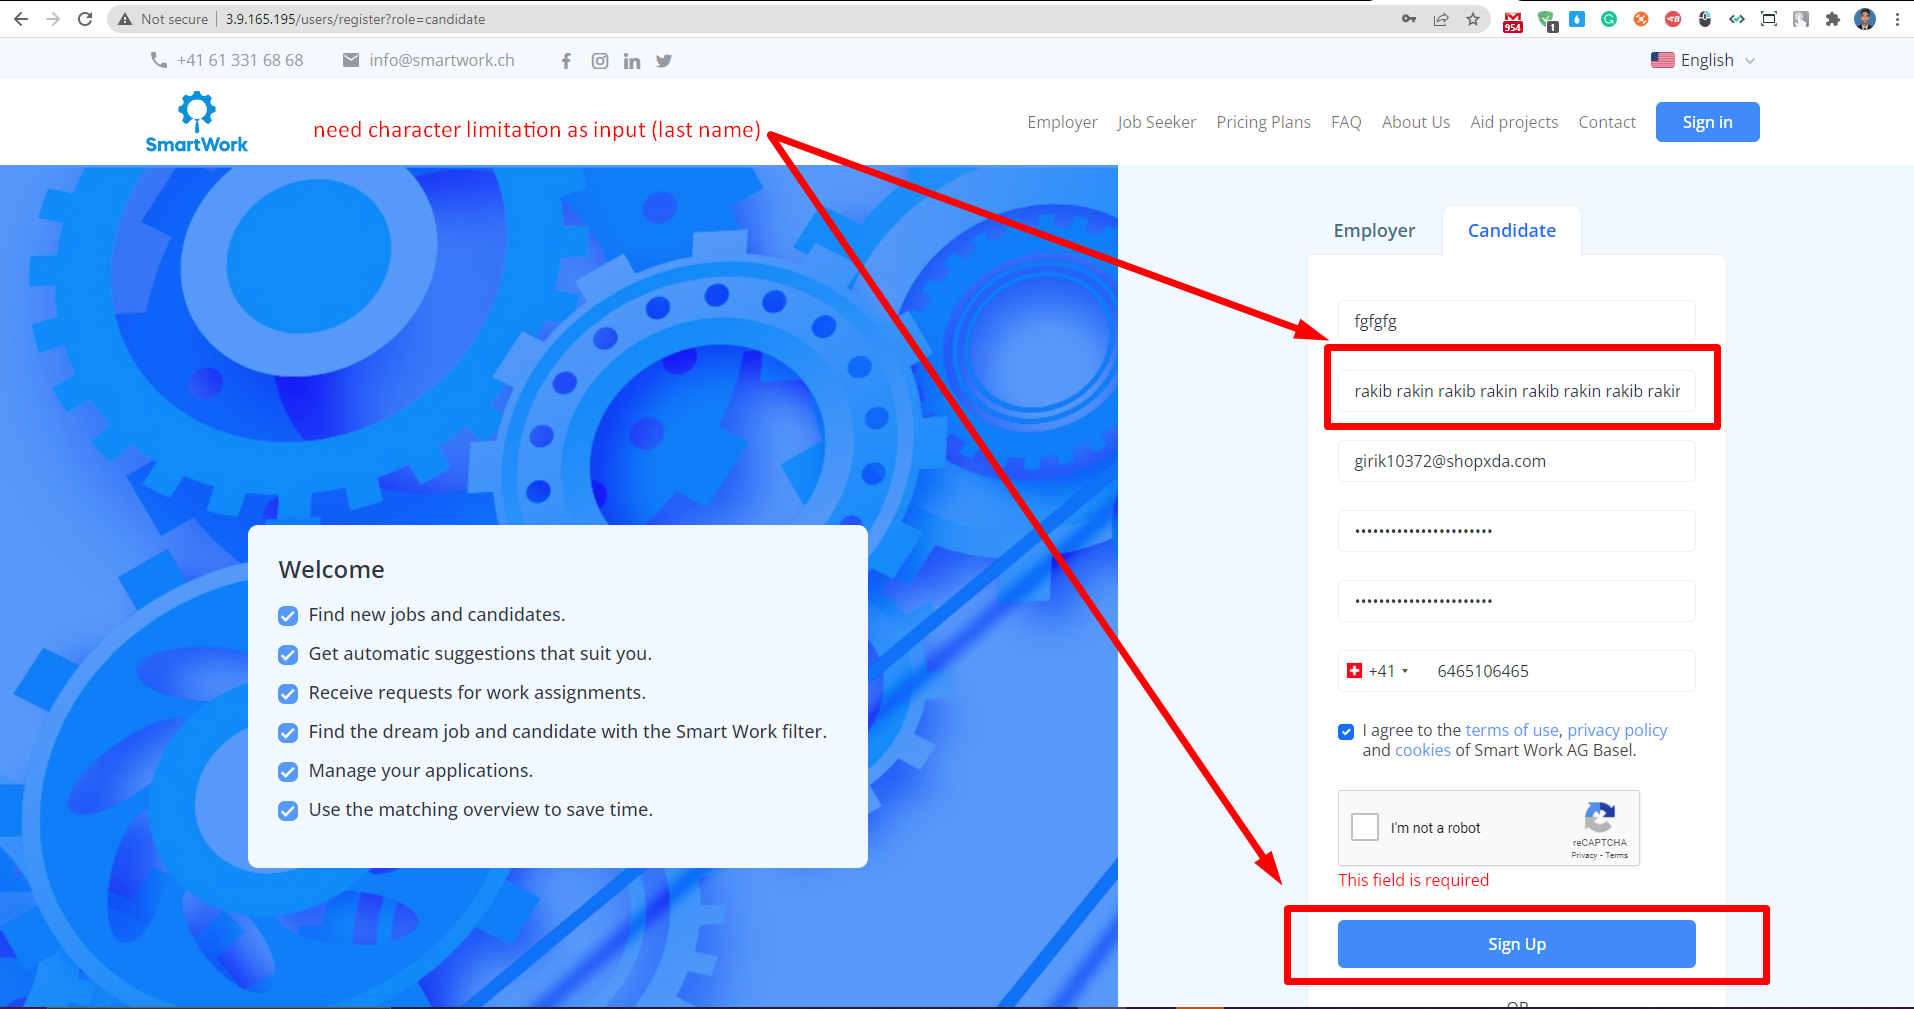 Not secure | 3.9.165.195/users/register?role=candidate
954
1
+41 61 331 68 68
info@smartwork.ch
English
SmartWork
need character limitation as input (last name)
Employer
Job Seeker
Pricing Plans
FAQ
About Us
Aid projects
Contact
Sign in
Employer
Candidate
fgfgfg
rakib rakin rakib rakin rakib rakin rakib rakin
girik10372@shopxda.com
•••••••••••••••••••••••
•••••••••••••••••••••••
+41
6465106465
I agree to the terms of use, privacy policy
and cookies of Smart Work AG Basel.
I'm not a robot
reCAPTCHA
Privacy - Terms
This field is required
Sign Up
OR
Welcome
Find new jobs and candidates.
Get automatic suggestions that suit you.
Receive requests for work assignments.
Find the dream job and candidate with the Smart Work filter.
Manage your applications.
Use the matching overview to save time.